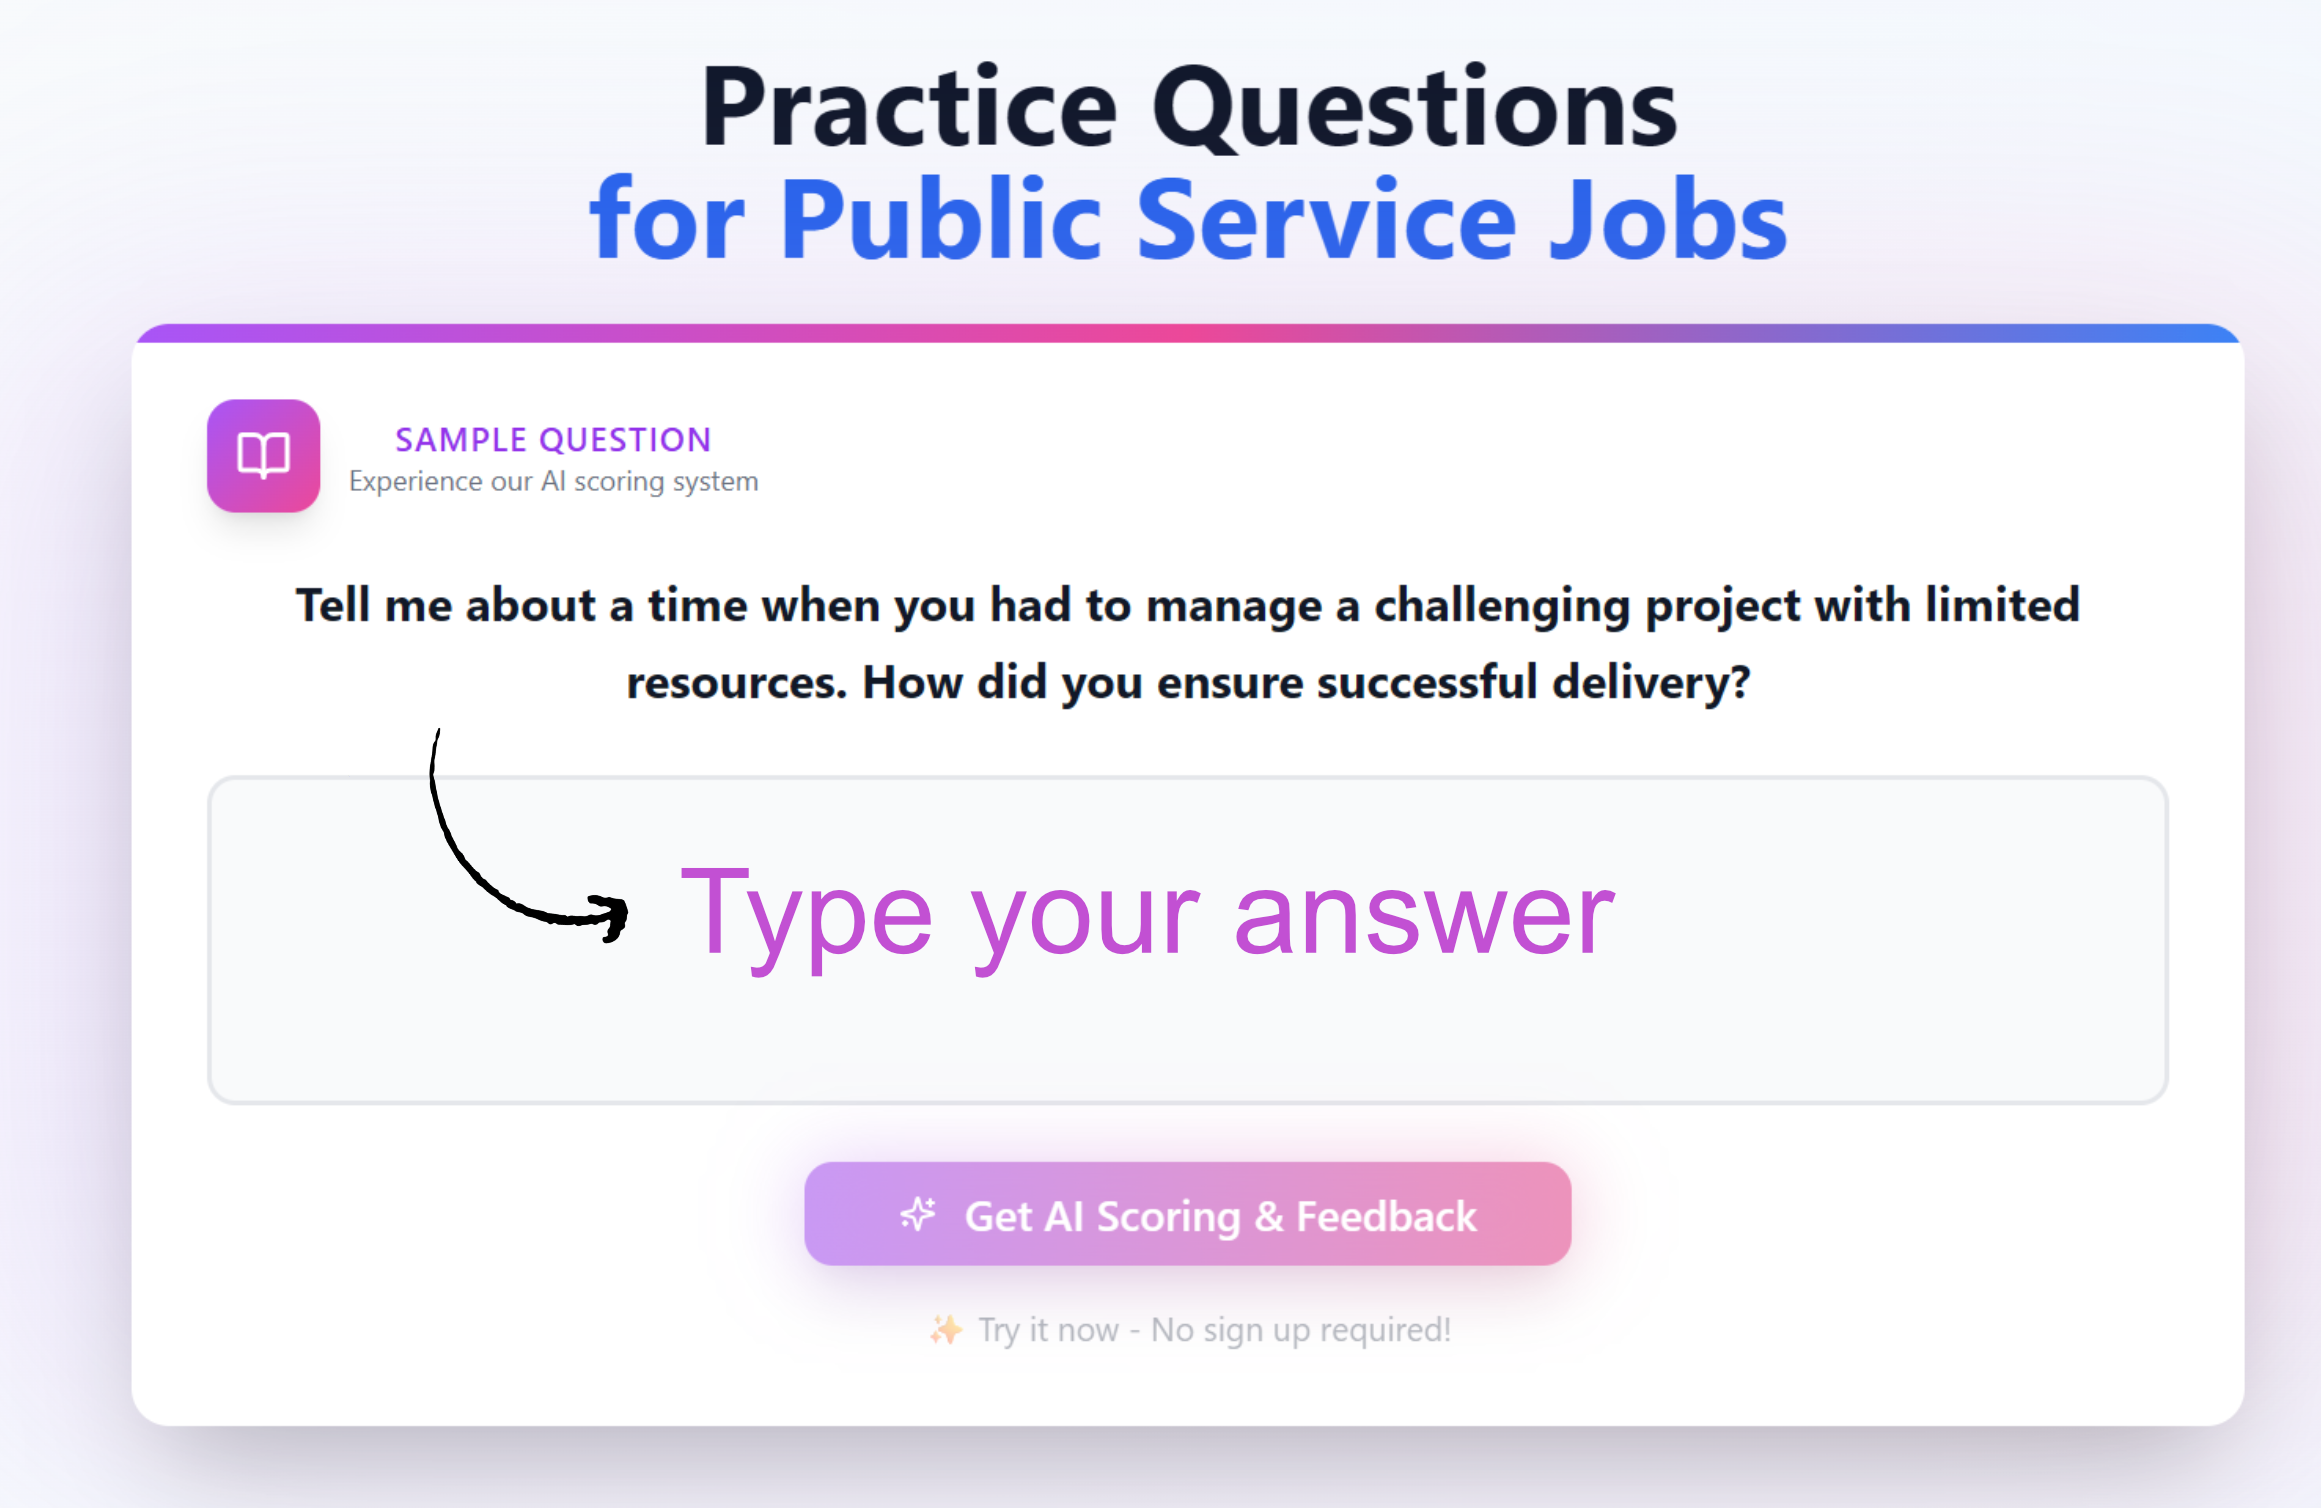 Practice Questions
for Public Service Jobs
SAMPLE QUESTION
Experience our AI scoring system
Tell me about a time when you had to manage a challenging project with limited
resources. How did you ensure successful delivery?
Type your answer
Get AI Scoring & Feedback
✨ Try it now - No sign up required!